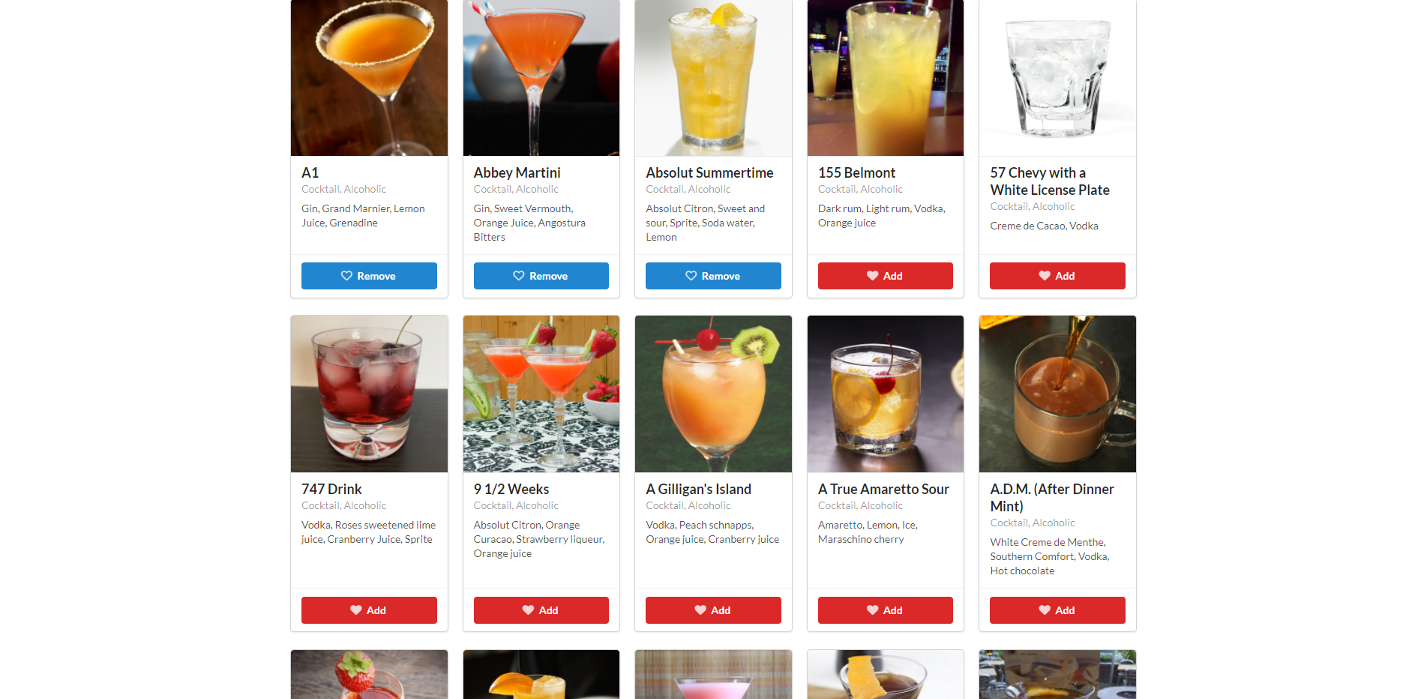 A1
Cocktail, Alcoholic
Gin, Grand Marnier, Lemon
Juice, Grenadine
Remove
Abbey Martini
Cocktail, Alcoholic
Gin, Sweet Vermouth,
Orange Juice, Angostura
Bitters
Remove
Absolut Summertime
Cocktail, Alcoholic
Absolut Citron, Sweet and
sour, Sprite, Soda water,
Lemon
Remove
155 Belmont
Cocktail, Alcoholic
Dark rum, Light rum, Vodka,
Orange juice
Add
57 Chevy with a
White License Plate
Cocktail, Alcoholic
Creme de Cacao, Vodka
Add
747 Drink
Cocktail, Alcoholic
Vodka, Roses sweetened lime
juice, Cranberry Juice, Sprite
Add
9 1/2 Weeks
Cocktail, Alcoholic
Absolut Citron, Orange
Curacao, Strawberry liqueur,
Orange juice
Add
A Gilligan's Island
Cocktail, Alcoholic
Vodka, Peach schnapps,
Orange juice, Cranberry juice
Add
A True Amaretto Sour
Cocktail, Alcoholic
Amaretto, Lemon, Ice,
Maraschino cherry
Add
A.D.M. (After Dinner
Mint)
Cocktail, Alcoholic
White Creme de Menthe,
Southern Comfort, Vodka,
Hot chocolate
Add